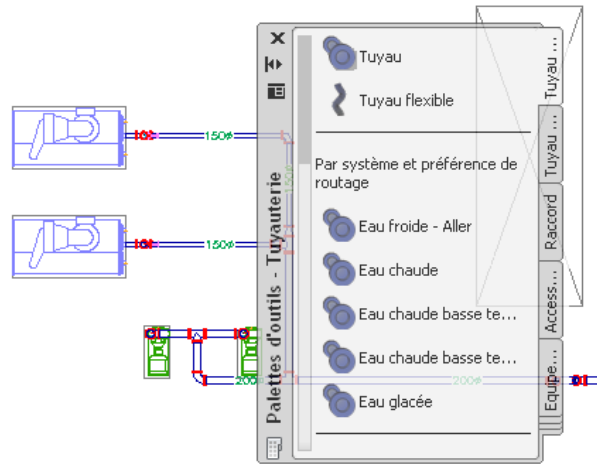 Tuyau
Tuyau flexible
Par système et préférence de
routage
Eau froide - Aller
Eau chaude
Eau chaude basse te...
Eau chaude basse te...
Eau glacée
Palettes d'outils - Tuyauterie
Tuyau ...
Tuyau ...
Raccord
Access...
Equipe...
150ø
150ø
150ø
200ø
200ø